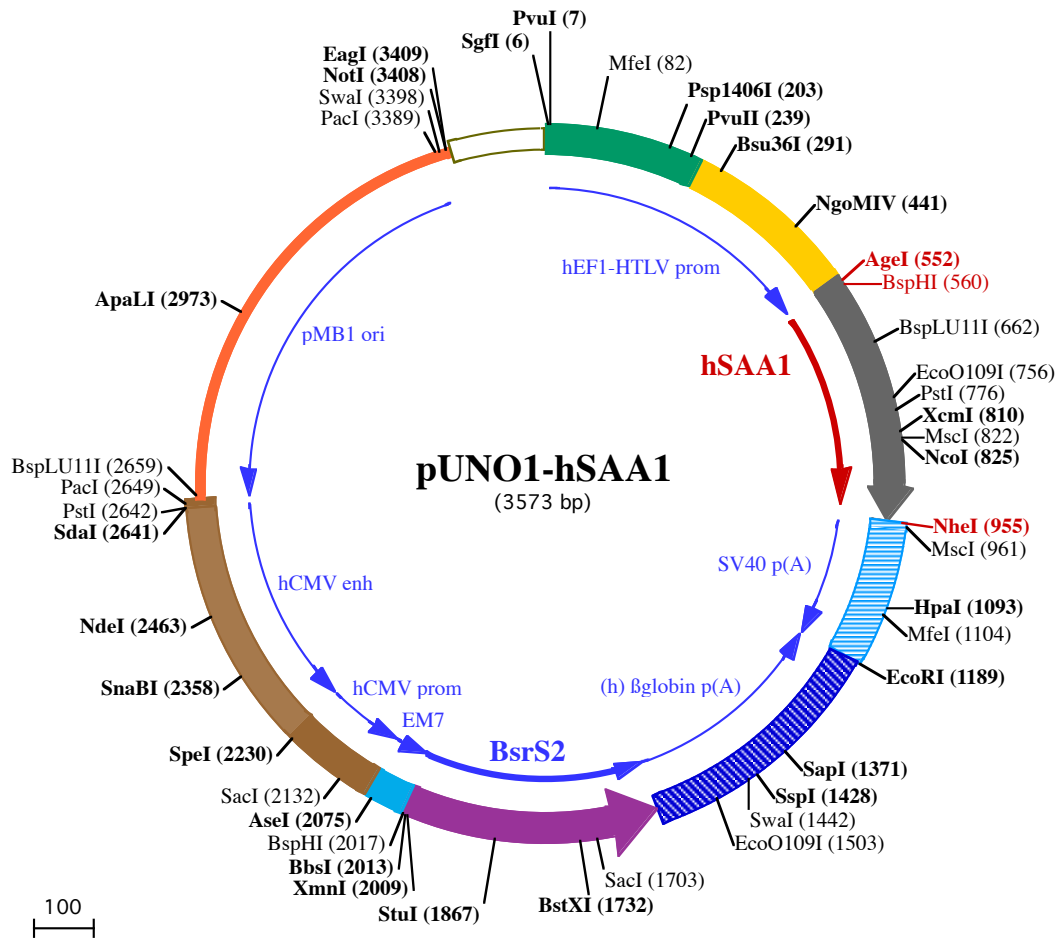 PvuI (7)
SgfI (6)
EagI (3409)
NotI (3408)
SwaI (3398)
PacI (3389)
MfeI (82)
Psp1406I (203)
PvuII (239)
Bsu36I (291)
NgoMIV (441)
AgeI (552)
BspHI (560)
BspLU11I (662)
EcoO109I (756)
PstI (776)
XcmI (810)
MscI (822)
NcoI (825)
NheI (955)
MscI (961)
HpaI (1093)
MfeI (1104)
EcoRI (1189)
SapI (1371)
SspI (1428)
SwaI (1442)
EcoO109I (1503)
SacI (1703)
BstXI (1732)
StuI (1867)
XmnI (2009)
BbsI (2013)
BspHI (2017)
AseI (2075)
SacI (2132)
SpeI (2230)
SnaBI (2358)
NdeI (2463)
SdaI (2641)
PstI (2642)
PacI (2649)
BspLU11I (2659)
ApaLI (2973)
hEF1-HTLV prom
hSAA1
SV40 p(A)
(h) ßglobin p(A)
BsrS2
EM7
hCMV prom
hCMV enh
pMB1 ori
pUNO1-hSAA1
(3573 bp)
100